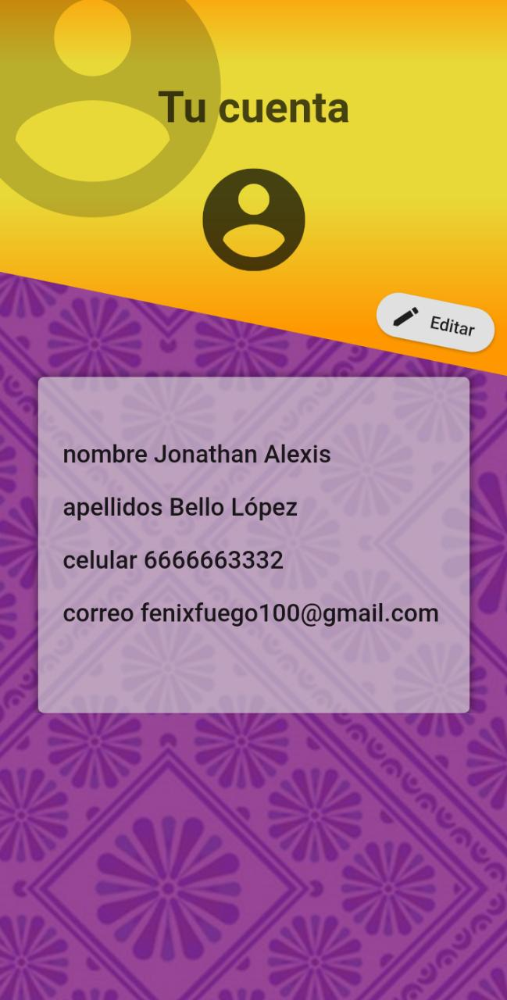 Tu cuenta
Editar
nombre Jonathan Alexis
apellidos Bello López
celular 6666663332
correo fenixfuego100@gmail.com